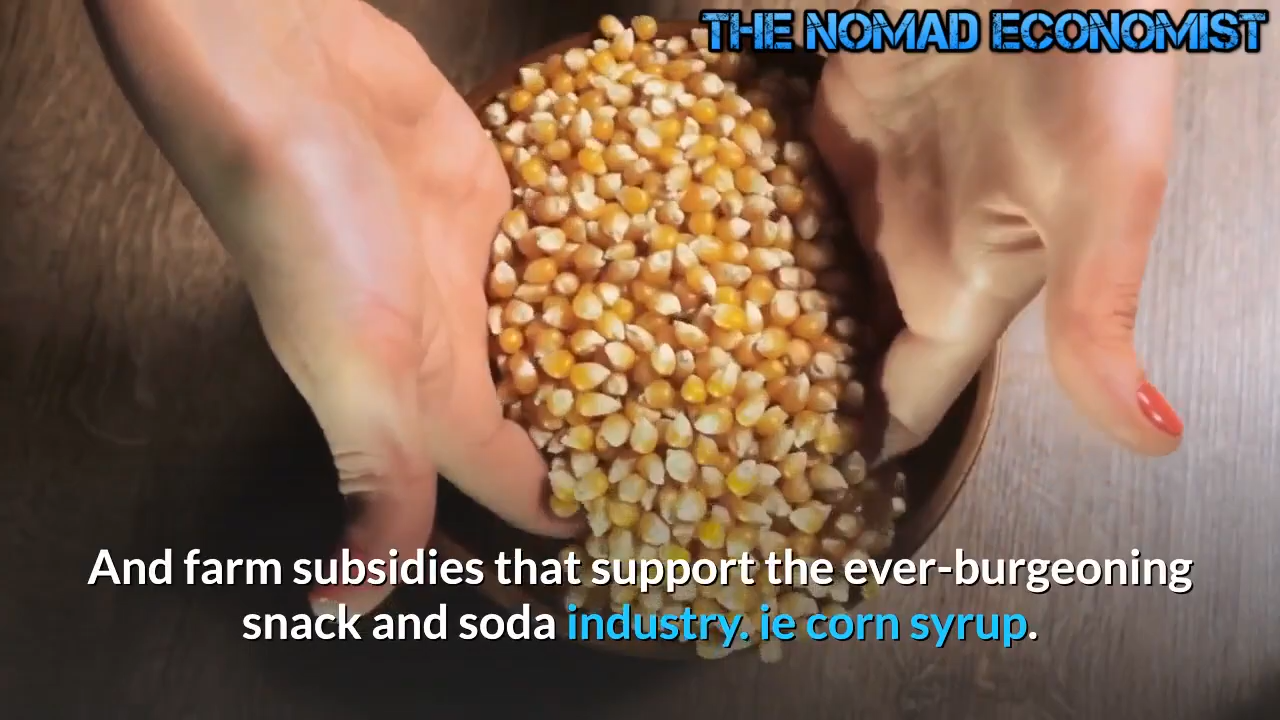 THE NOMAD ECONOMIST
And farm subsidies that support the ever-burgeoning
snack and soda industry. ie corn syrup.